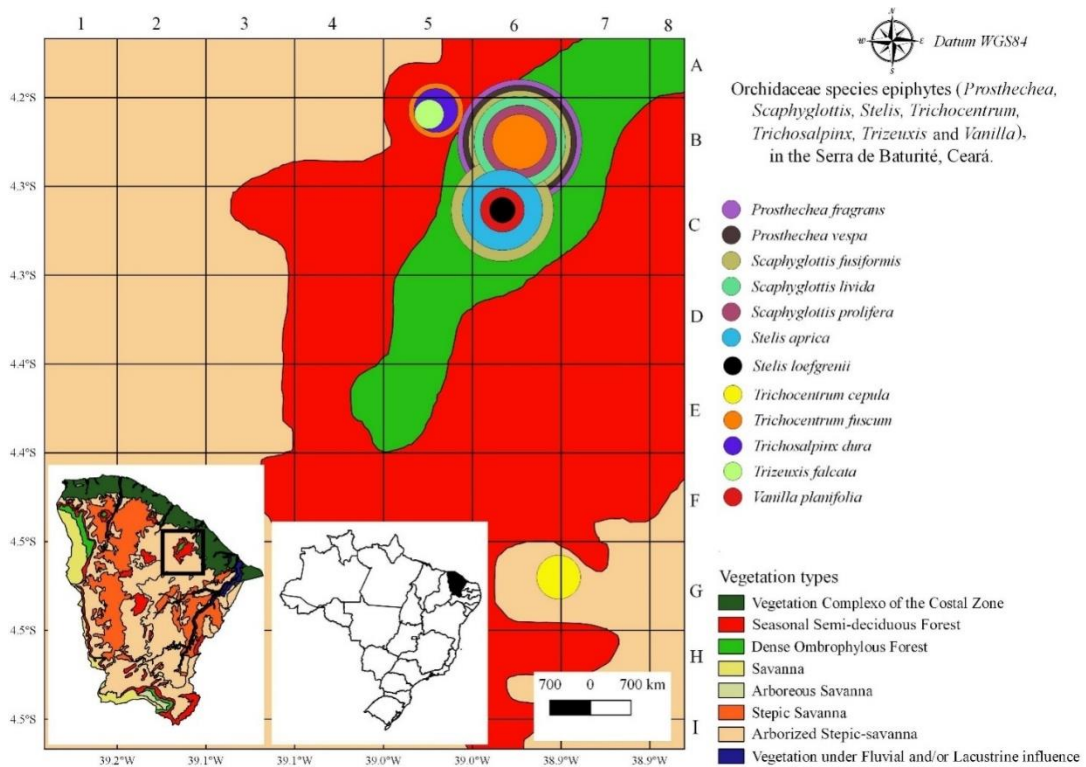 1 2 3 4 5 6 7 8
A
B
C
D
E
F
G
H
I
4.2°S
4.3°S
4.3°S
4.4°S
4.4°S
4.5°S
4.5°S
4.5°S
39.2°W 39.1°W 39.0°W 39.0°W 39.0°W 38.9°W 38.9°W
700 0 700 km
N
W E
S
Datum WGS84
Orchidaceae species epiphytes (Prosthechea,
Scaphyglottis, Stelis, Trichocentrum,
Trichosalpinx, Trizeuxis and Vanilla),
in the Serra de Baturité, Ceará.
Prosthechea fragrans
Prosthechea vespa
Scaphyglottis fusiformis
Scaphyglottis livida
Scaphyglottis prolifera
Stelis aprica
Stelis loefgrenii
Trichocentrum cepula
Trichocentrum fuscum
Trichosalpinx dura
Trizeuxis falcata
Vanilla planifolia
Vegetation types
Vegetation Complexo of the Costal Zone
Seasonal Semi-deciduous Forest
Dense Ombrophylous Forest
Savanna
Arboreous Savanna
Stepic Savanna
Arborized Stepic-savanna
Vegetation under Fluvial and/or Lacustrine influence